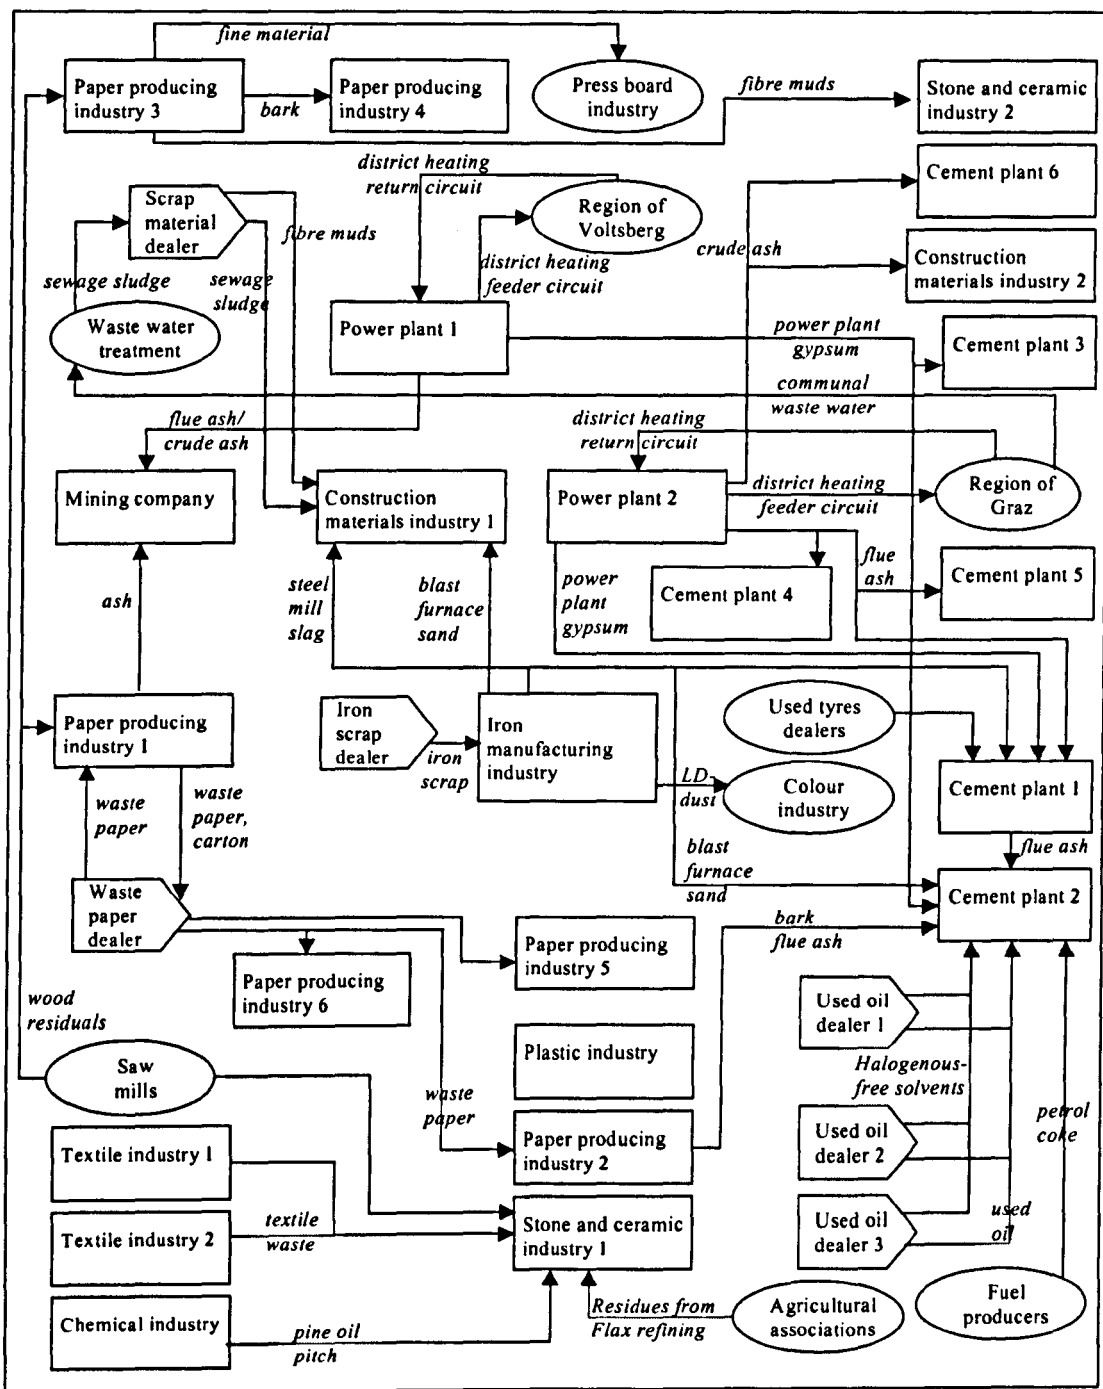 fine material
Paper producing
industry 3
bark
Paper producing
industry 4
Press board
industry
fibre muds
Stone and ceramic
industry 2
district heating
return circuit
Cement plant 6
Scrap
material
dealer
fibre muds
Region of
Voltsberg
crude ash
sewage sludge
sewage
sludge
district heating
feeder circuit
Construction
materials industry 2
Waste water
treatment
Power plant 1
power plant
gypsum
Cement plant 3
communal
waste water
flue ash/
crude ash
district heating
return circuit
Mining company
Construction
materials industry 1
Power plant 2
district heating
feeder circuit
Region of
Graz
ash
steel
mill
slag
blast
furnace
sand
power
plant
gypsum
Cement plant 4
flue
ash
Cement plant 5
Paper producing
industry 1
Iron
scrap
dealer
iron
scrap
Iron
manufacturing
industry
Used tyres
dealers
LD-
dust
Colour
industry
Cement plant 1
waste
paper
waste
paper,
carton
flue ash
blast
furnace
sand
Waste
paper
dealer
Cement plant 2
bark
flue ash
Paper producing
industry 5
Paper producing
industry 6
wood
residuals
Used oil
dealer 1
Plastic industry
Saw
mills
Halogenous-
free solvents
waste
paper
petrol
coke
Textile industry 1
Paper producing
industry 2
Used oil
dealer 2
Textile industry 2
textile
waste
Stone and ceramic
industry 1
Used oil
dealer 3
used
oil
Chemical industry
pine oil
pitch
Residues from
Flax refining
Agricultural
associations
Fuel
producers